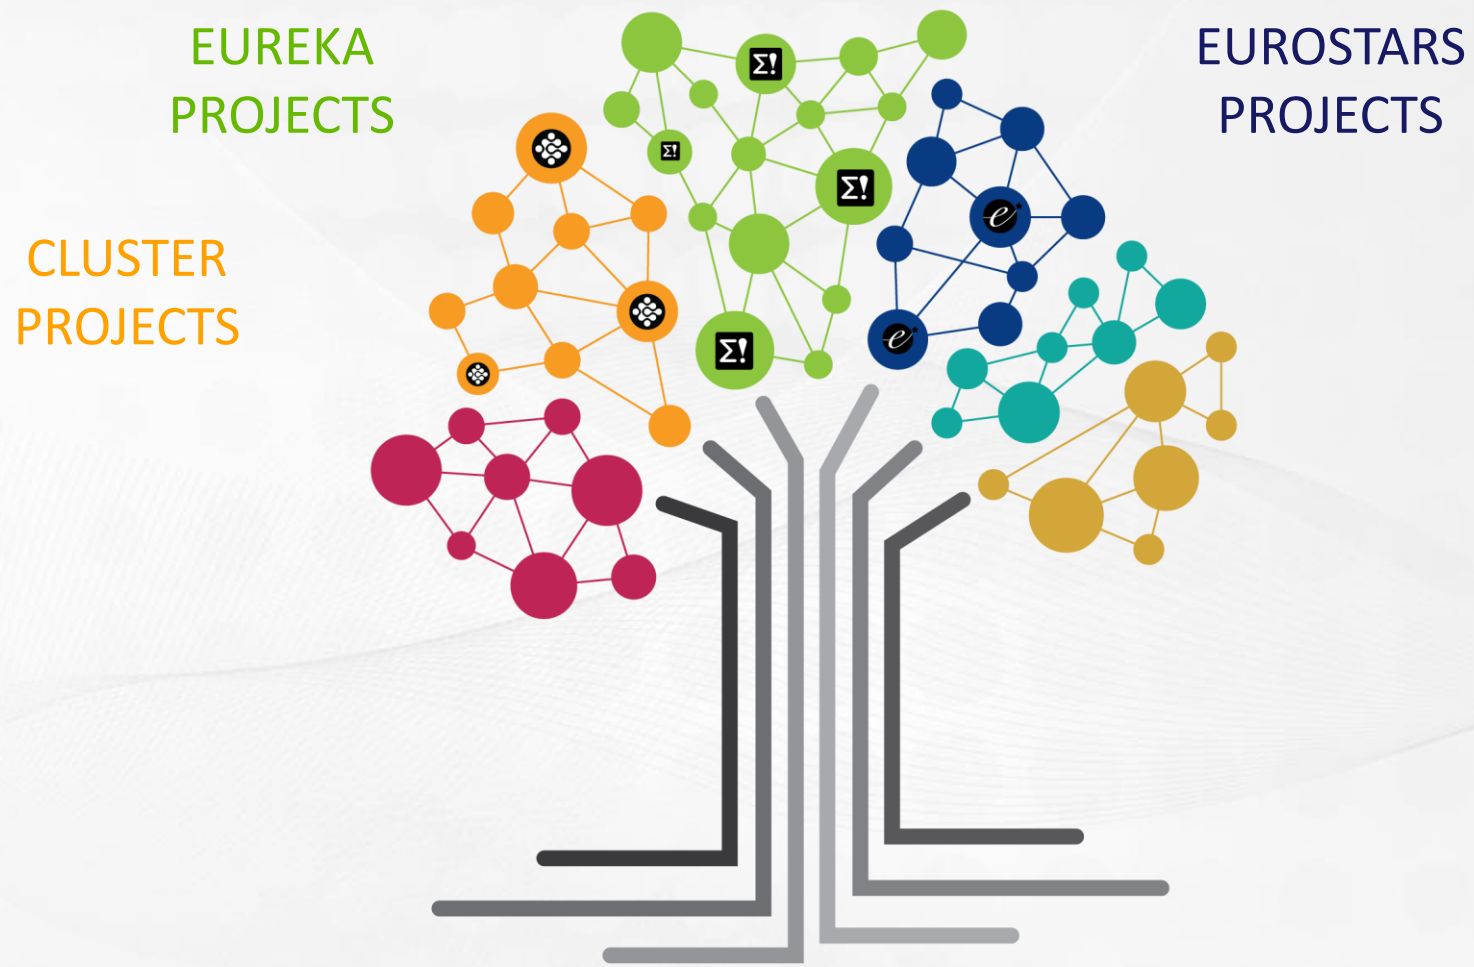 EUREKA
PROJECTS
EUROSTARS
PROJECTS
CLUSTER
PROJECTS
Σ!
Σ!
Σ!
Σ!
e
e